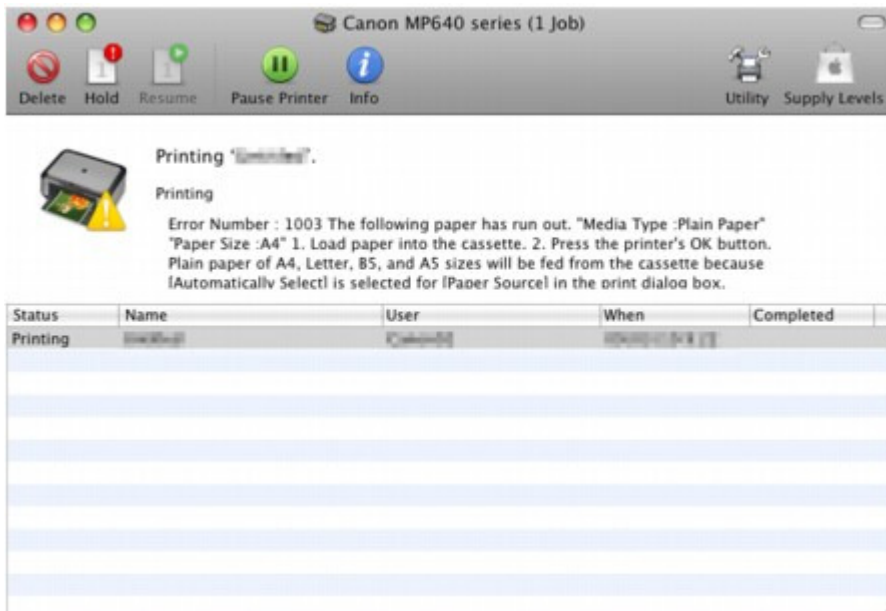 Canon MP640 series (1 Job)
Delete Hold Resume Pause Printer Info Utility Supply Levels
Printing "
Printing
Error Number : 1003 The following paper has run out. "Media Type :Plain Paper"
"Paper Size :A4" 1. Load paper into the cassette. 2. Press the printer's OK button.
Plain paper of A4, Letter, B5, and A5 sizes will be fed from the cassette because
[Automatically Select] is selected for [Paper Source] in the print dialog box.
Status Name User When Completed
Printing